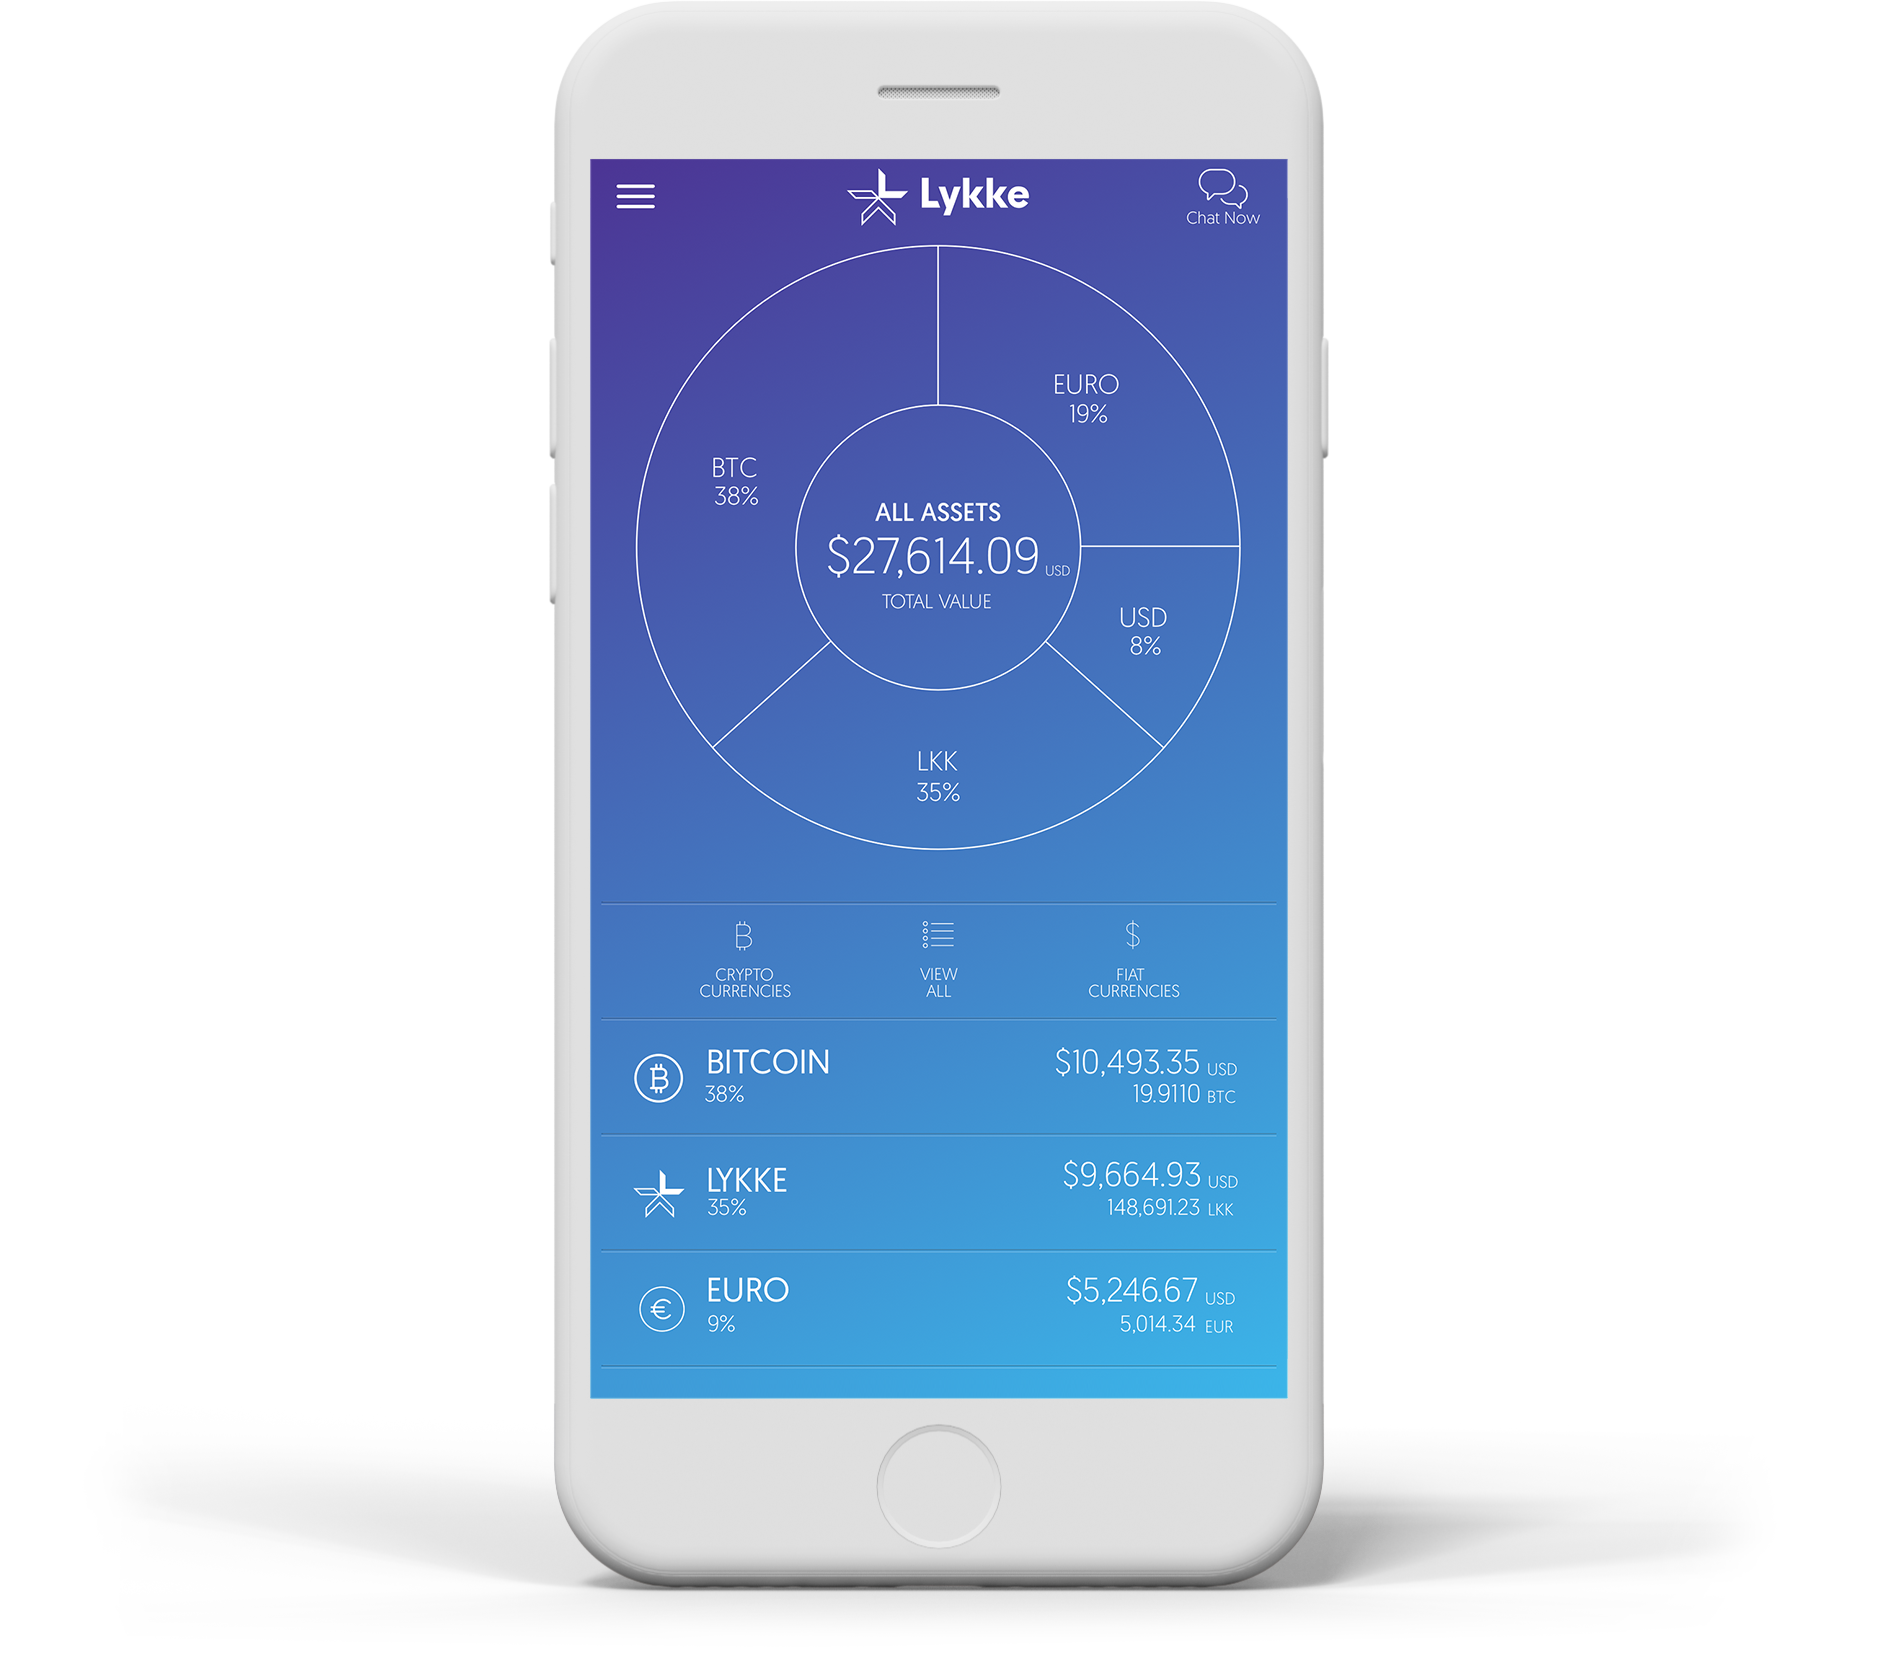 Lykke
Chat Now
EURO
19%
BTC
38%
ALL ASSETS
$27,614.09 USD
TOTAL VALUE
USD
8%
LKK
35%
CRYPTO
CURRENCIES
VIEW
ALL
FIAT
CURRENCIES
BITCOIN
38%
$10,493.35 USD
19.9110 BTC
LYKKE
35%
$9,664.93 USD
148,691.23 LKK
EURO
9%
$5,246.67 USD
5,014.34 EUR